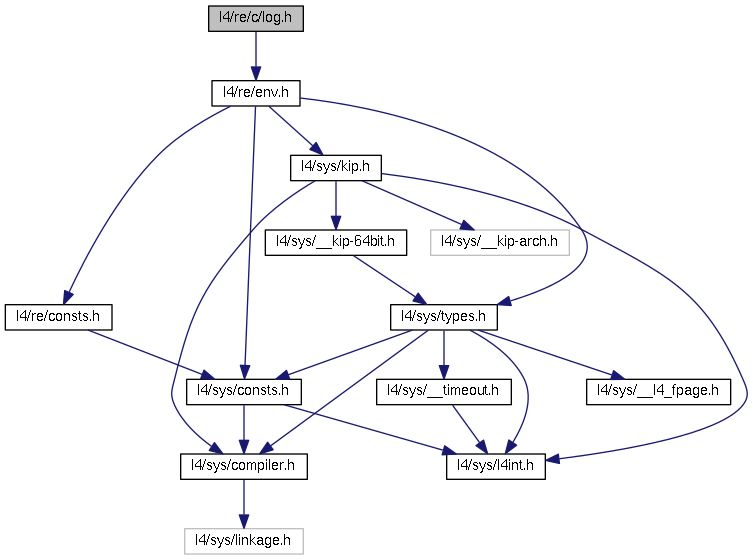 l4/re/c/log.h
l4/re/env.h
l4/sys/kip.h
l4/sys/__kip-64bit.h
l4/sys/__kip-arch.h
l4/re/consts.h
l4/sys/types.h
l4/sys/consts.h
l4/sys/__timeout.h
l4/sys/__l4_fpage.h
l4/sys/compiler.h
l4/sys/l4int.h
l4/sys/linkage.h